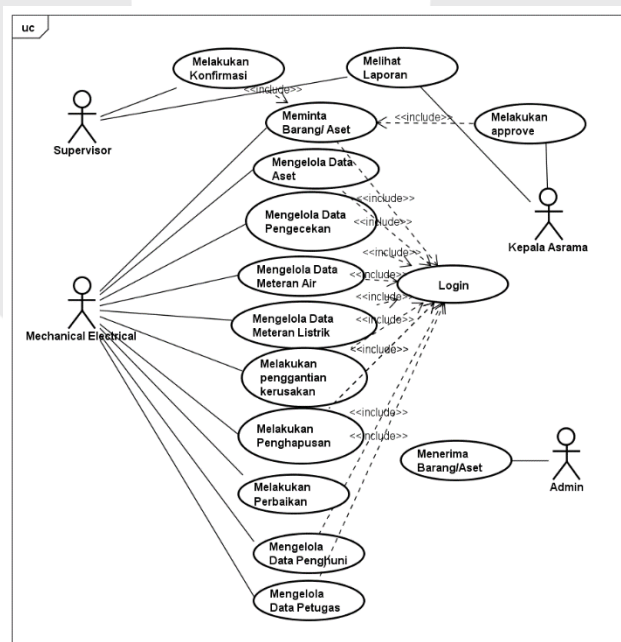 uc
Melakukan
Konfirmasi
Melihat
Laporan
<<include>>
Supervisor
Meminta
Barang/ Aset
<<include>>
Melakukan
approve
Mengelola Data
Aset
<<include>>
Mengelola Data
Pengecekan
<<include>>
Kepala Asrama
<<include>>
Mengelola Data
Meteran Air
<<include>>
Login
Mechanical Electrical
<<include>>
Mengelola Data
Meteran Listrik
<<include>>
Melakukan
penggantian
kerusakan
<<include>>
Melakukan
Penghapusan
<<include>>
<<include>>
Menerima
Barang/Aset
Admin
Melakukan
Perbaikan
Mengelola
Data Penghuni
Mengelola
Data Petugas